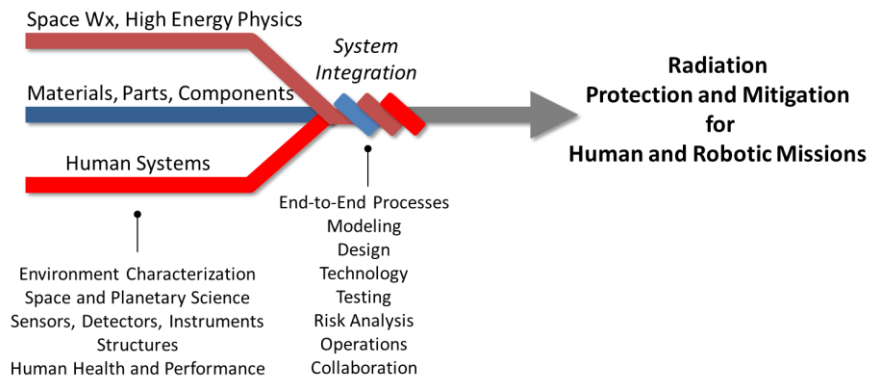 Space Wx, High Energy Physics
System
Integration
Materials, Parts, Components
Human Systems
Radiation
Protection and Mitigation
for
Human and Robotic Missions
End-to-End Processes
Modeling
Design
Technology
Testing
Risk Analysis
Operations
Collaboration
Environment Characterization
Space and Planetary Science
Sensors, Detectors, Instruments
Structures
Human Health and Performance